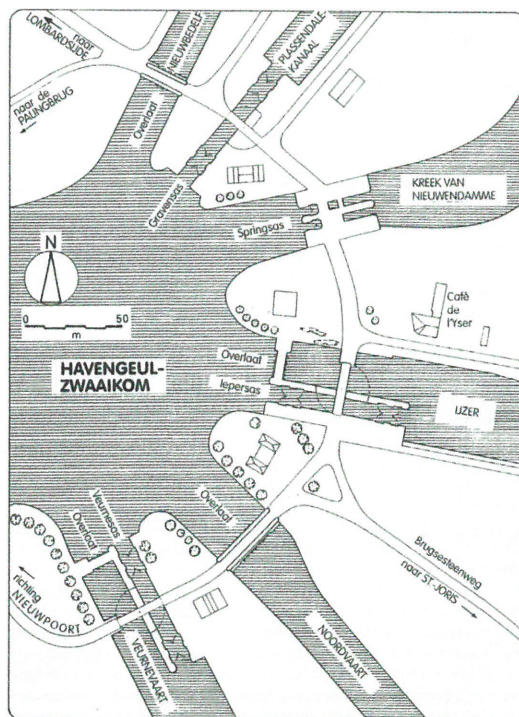 naar
LOMBARDSIJDE
NIEUWBEDELF
PLASSENDALE-
KANAAL
naar de
PALINGBRUG
Overlaat
Gravensas
KREEK VAN
NIEUWENDAMME
Springsas
N
0 50
m
Café
de
l'Yser
HAVENGEUL-
ZWAAIKOM
Overlaat
Iepersas
IJZER
Overlaat
Veurnesas
Overlaat
richting
NIEUWPOORT
Brugsesteenweg
naar ST.-JORIS
NOORDVAART
VEURNEVAART